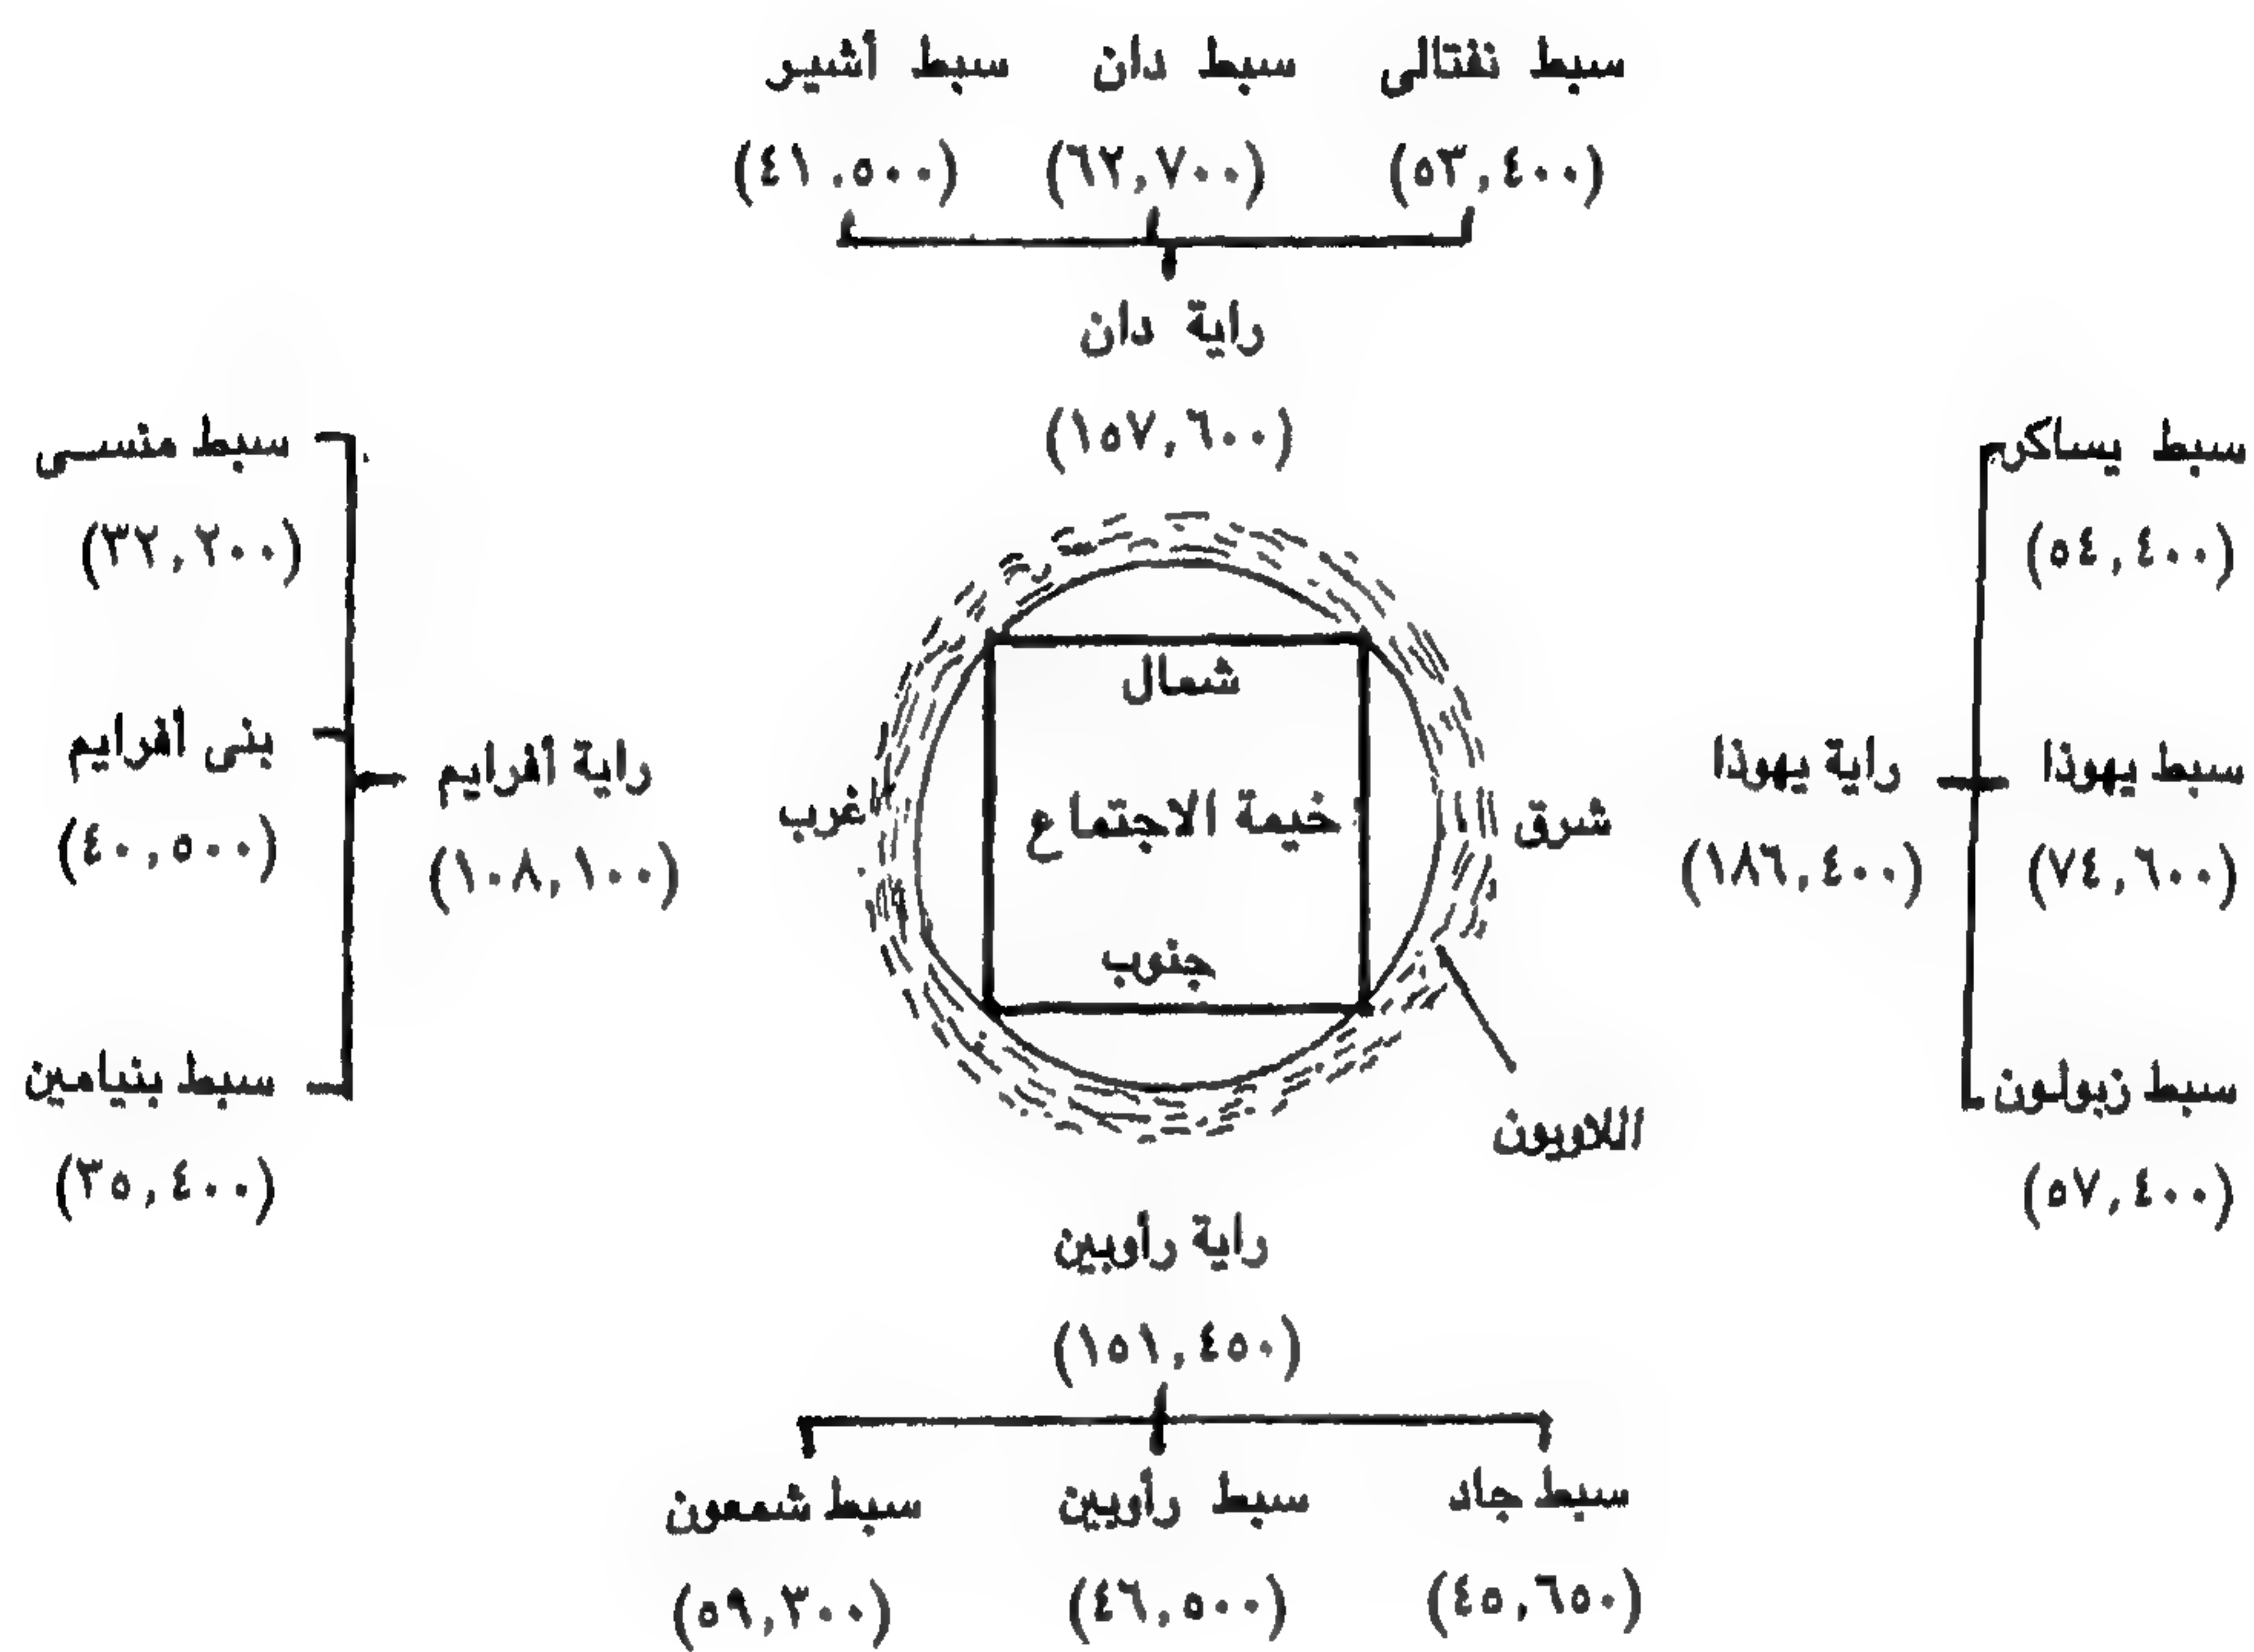 سبط نفتالى سبط دان سبط أشير
(٥٣,٤٠٠) (٦٢,٧٠٠) (٤١,٥٠٠)
راية دان
(١٥٧,٦٠٠)
سبط يساكر
(٥٤,٤٠٠)
سبط يهوذا
(٧٤,٦٠٠)
سبط زبولون
(٥٧,٤٠٠)
راية يهوذا
(١٨٦,٤٠٠)
شرق
شمال
خيمة الاجتماع
جنوب
الغرب
اللاويون
راية أفرايم
(١٠٨,١٠٠)
سبط منسى
(٣٢,٢٠٠)
بنى أفرايم
(٤٠,٥٠٠)
سبط بنيامين
(٣٥,٤٠٠)
راية رأوبين
(١٥١,٤٥٠)
سبط جاد سبط رأوبين سبط شمعون
(٤٥,٦٥٠) (٤٦,٥٠٠) (٥٩,٣٠٠)